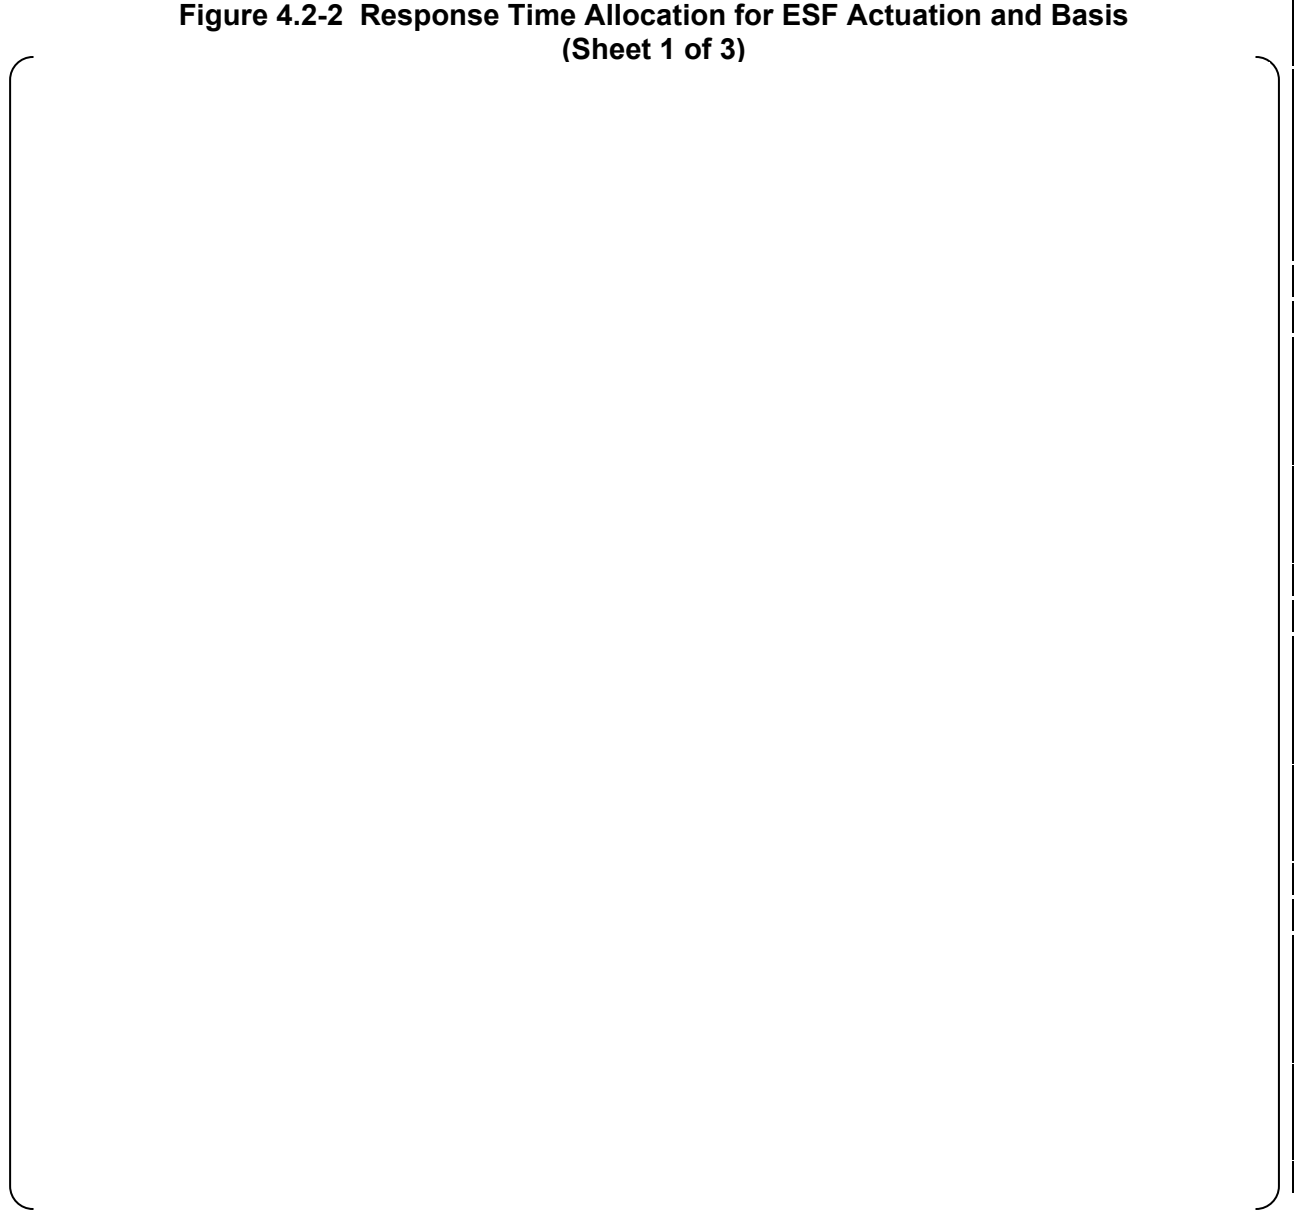 Figure 4.2-2 Response Time Allocation for ESF Actuation and Basis
(Sheet 1 of 3)